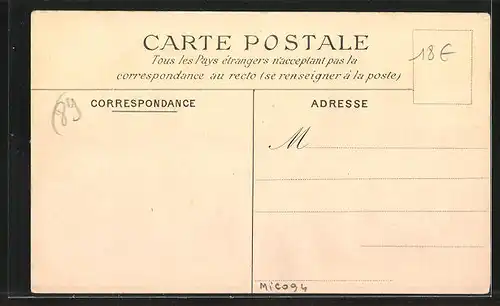 CARTE POSTALE
Tous les Pays étrangers n'acceptant pas la
correspondance au recto (se renseigner à la poste)
18€
(89)
CORRESPONDANCE
ADRESSE
M
MICO94